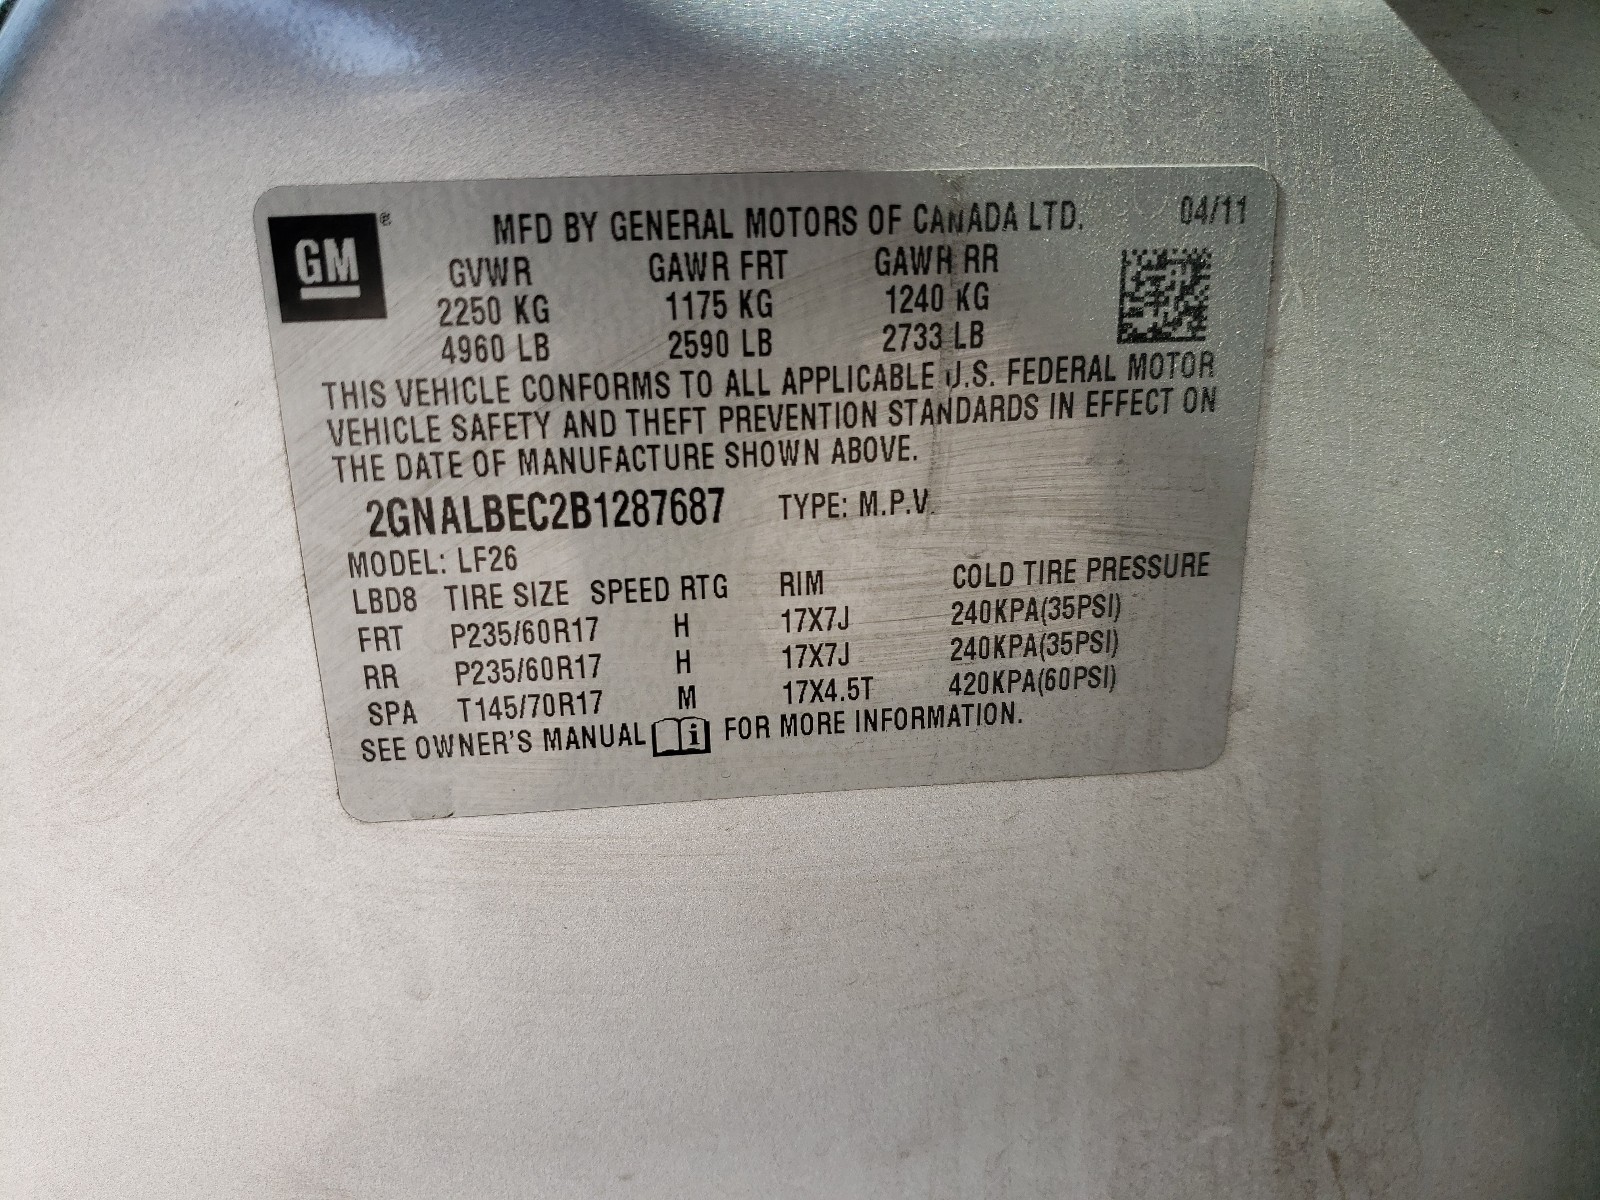 GM ® MFD BY GENERAL MOTORS OF CANADA LTD. 04/11
GVWR GAWR FRT GAWR RR
2250 KG 1175 KG 1240 KG
4960 LB 2590 LB 2733 LB
THIS VEHICLE CONFORMS TO ALL APPLICABLE U.S. FEDERAL MOTOR
VEHICLE SAFETY AND THEFT PREVENTION STANDARDS IN EFFECT ON
THE DATE OF MANUFACTURE SHOWN ABOVE.
2GNALBEC2B1287687 TYPE: M.P.V.
MODEL: LF26
LBD8 TIRE SIZE SPEED RTG RIM COLD TIRE PRESSURE
FRT P235/60R17 H 17X7J 240KPA(35PSI)
RR P235/60R17 H 17X7J 240KPA(35PSI)
SPA T145/70R17 M 17X4.5T 420KPA(60PSI)
SEE OWNER'S MANUAL i FOR MORE INFORMATION.